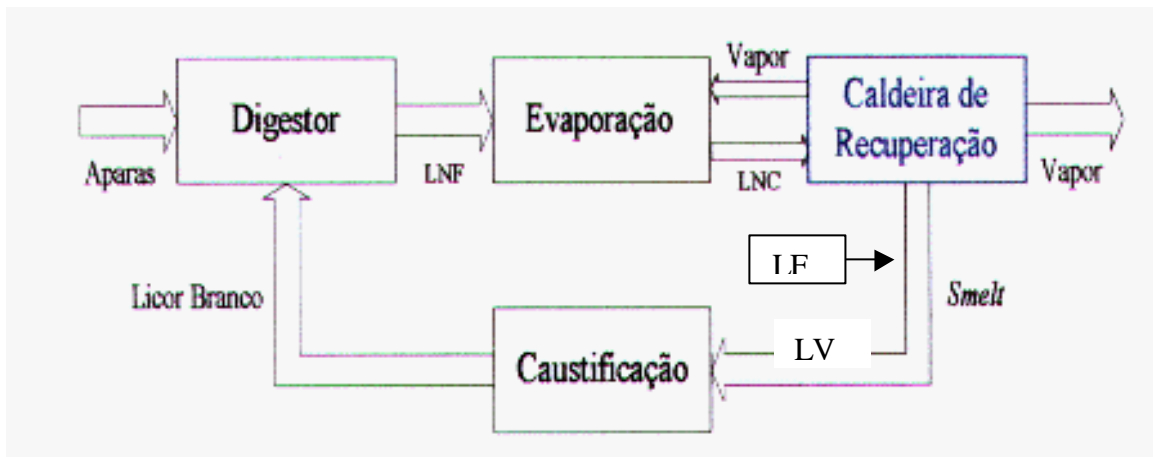 Vapor
Digestor
Evaporação
Caldeira de
Recuperação
Aparas
LNF
LNC
Vapor
LF
Licor Branco
Smelt
LV
Caustificação